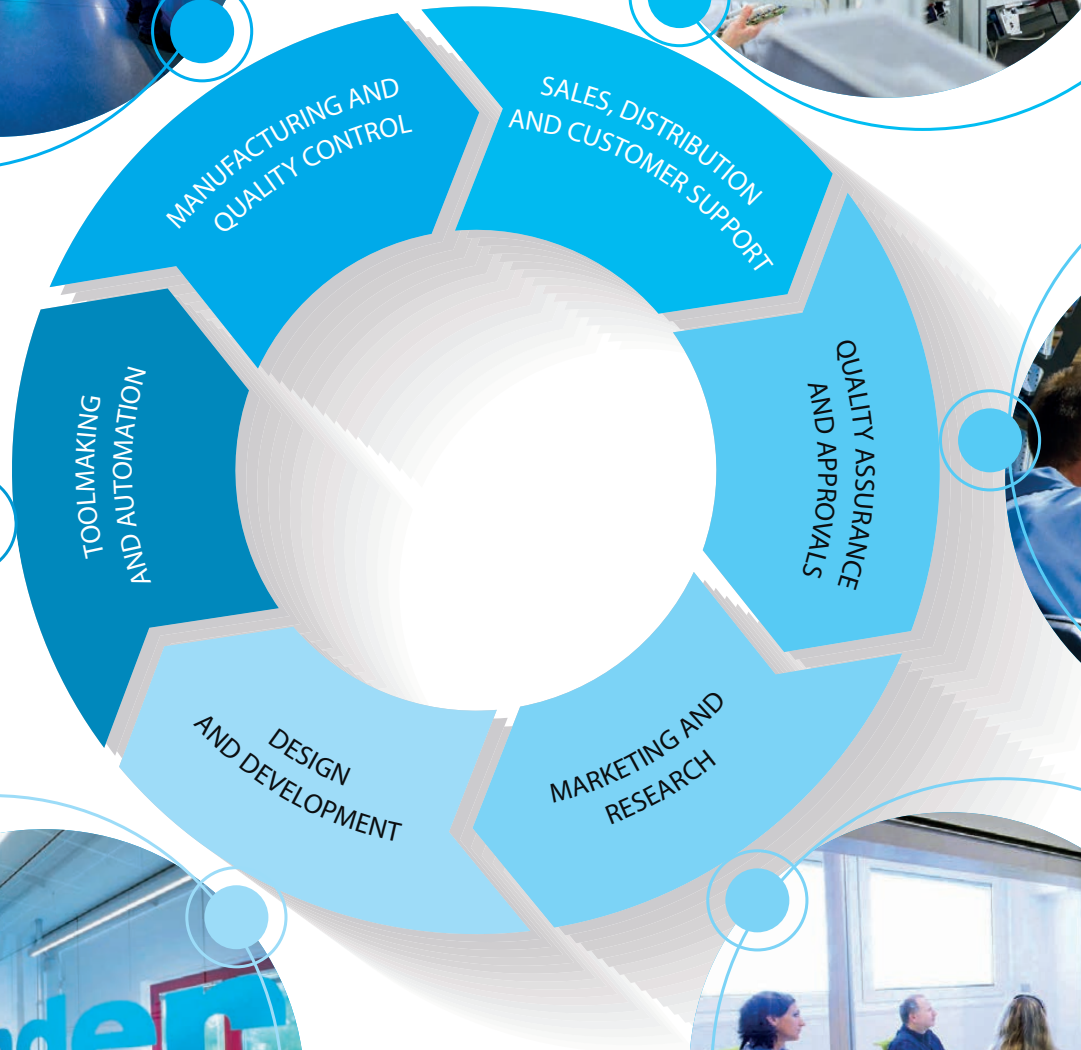 MANUFACTURING AND
QUALITY CONTROL
SALES, DISTRIBUTION
AND CUSTOMER SUPPORT
QUALITY ASSURANCE
AND APPROVALS
MARKETING AND
RESEARCH
DESIGN
AND DEVELOPMENT
TOOLMAKING
AND AUTOMATION